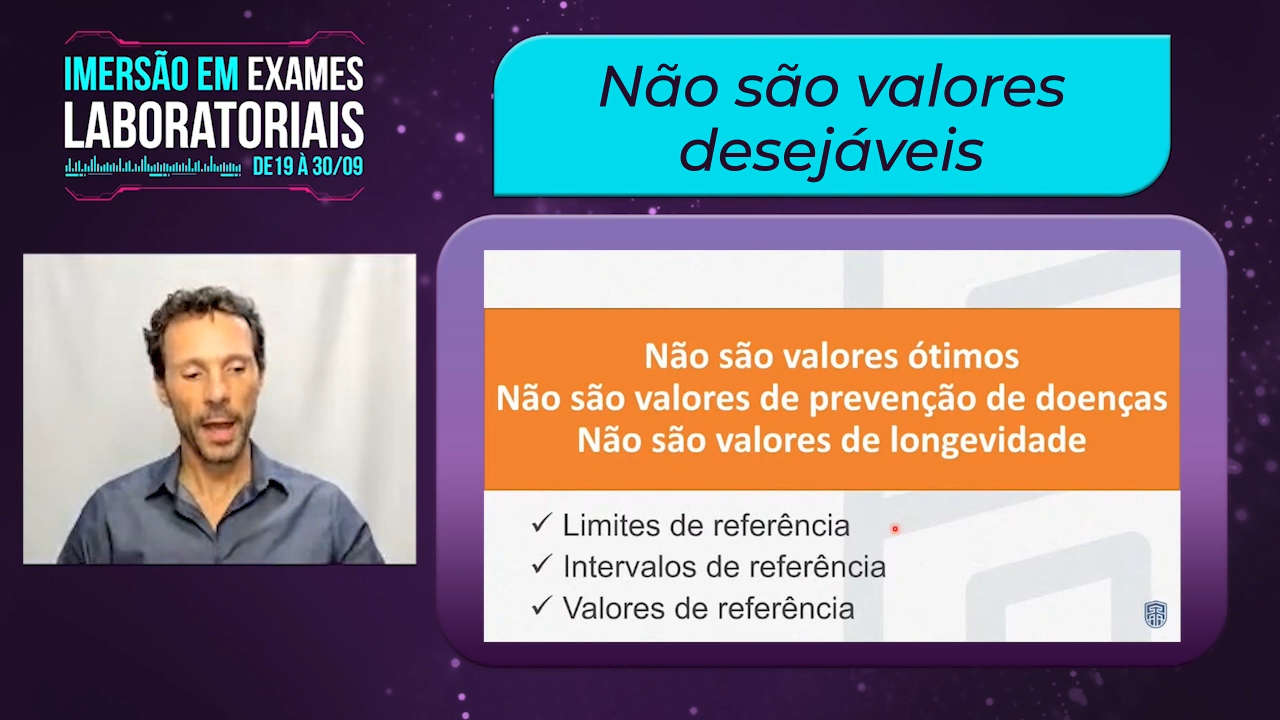 IMERSÃO EM EXAMES
LABORATORIAIS
DE 19 À 30/09
Não são valores
desejáveis
Não são valores ótimos
Não são valores de prevenção de doenças
Não são valores de longevidade
✓ Limites de referência
✓ Intervalos de referência
✓ Valores de referência